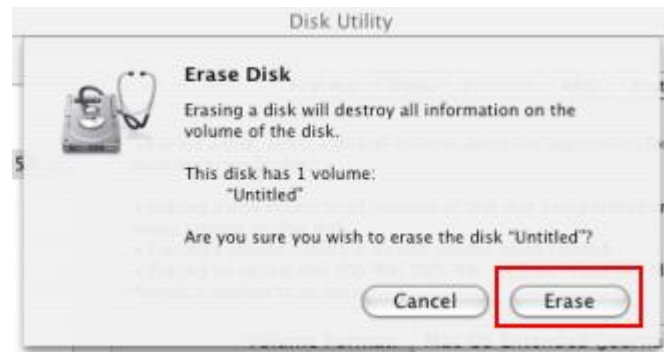 Disk Utility
Erase Disk
Erasing a disk will destroy all information on the
volume of the disk.
This disk has 1 volume:
"Untitled"
Are you sure you wish to erase the disk "Untitled"?
Cancel
Erase